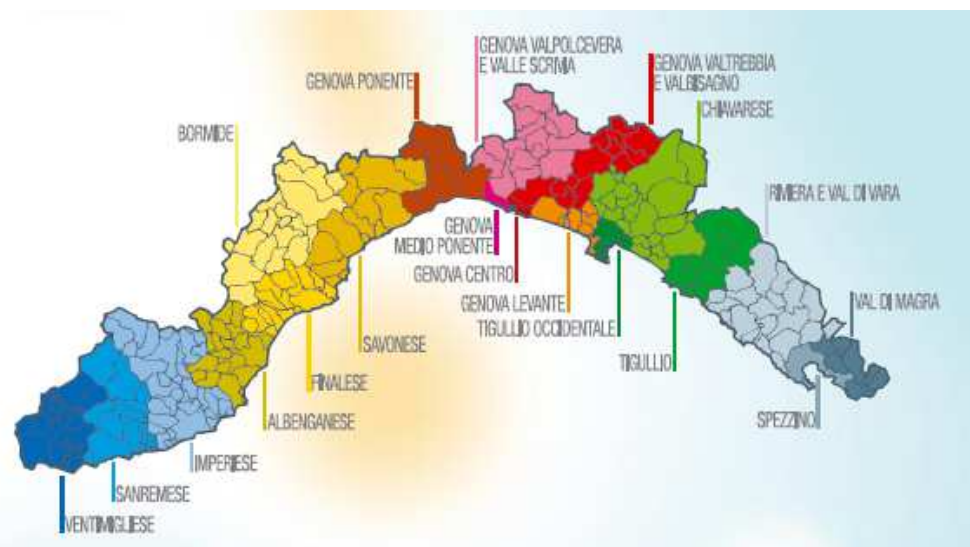 GENOVA VALPOLCEVERA
E VALLE SCRIVIA
GENOVA VALTREBBIA
E VALBISAGNO
GENOVA PONENTE
CHIAVARESE
BORMIDE
RIVIERA E VAL DI VARA
GENOVA
MEDIO PONENTE
GENOVA CENTRO
GENOVA LEVANTE
TIGULLIO OCCIDENTALE
VAL DI MAGRA
SAVONESE
TIGULLIO
FINALESE
ALBENGANESE
SPEZZINO
IMPERIESE
SANREMESE
VENTIMIGLIESE